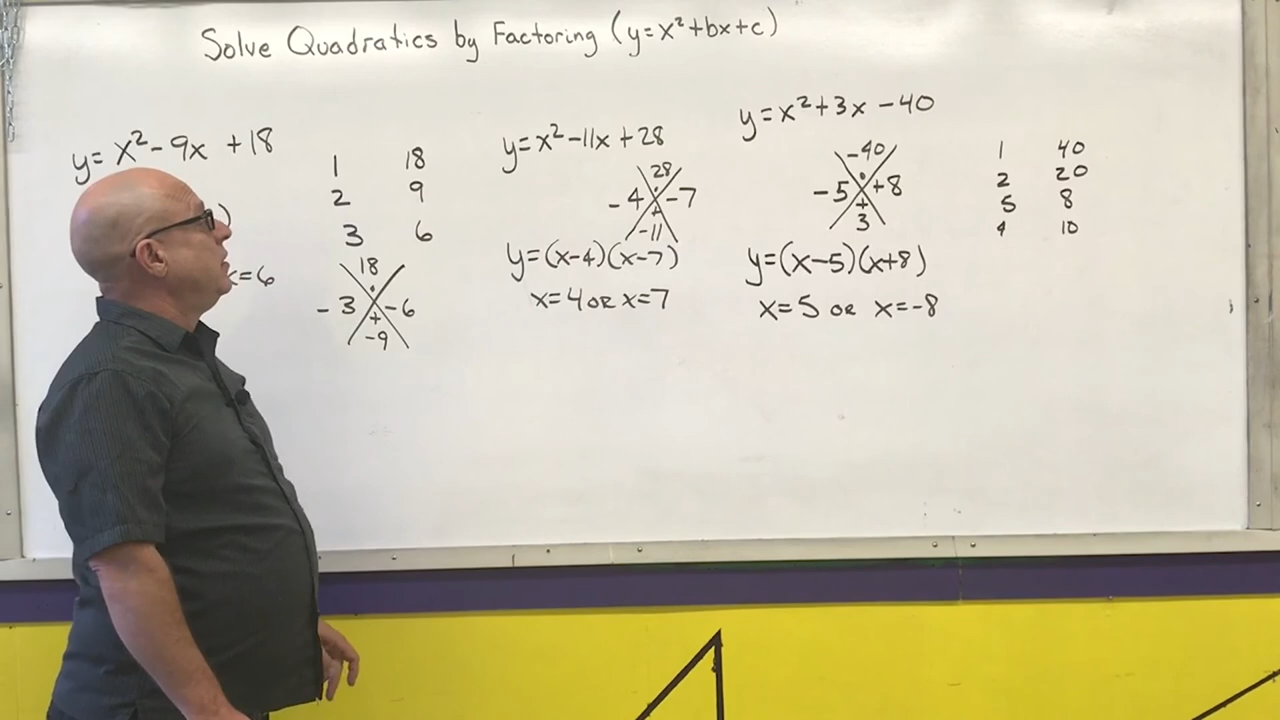 Solve Quadratics by Factoring (y=x²+bx+c)
y=x²-9x+18
)
x=6
1 18
2 9
3 6
18
-3 · -6
+
-9
y=x²-11x+28
28
-4 · -7
+
-11
y=(x-4)(x-7)
x=4 OR x=7
y=x²+3x-40
-40
-5 · +8
+
3
y=(x-5)(x+8)
x=5 OR x=-8
1 40
2 20
5 8
4 10